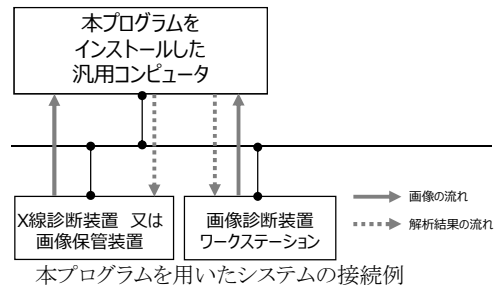 本プログラムを
インストールした
汎用コンピュータ
X線診断装置 又は
画像保管装置
画像診断装置
ワークステーション
画像の流れ
解析結果の流れ
本プログラムを用いたシステムの接続例